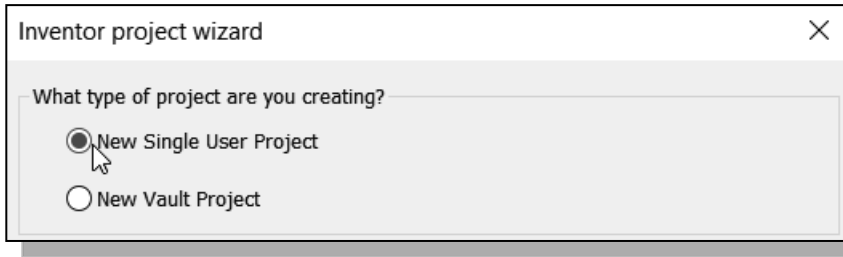 Inventor project wizard
What type of project are you creating?
New Single User Project
New Vault Project